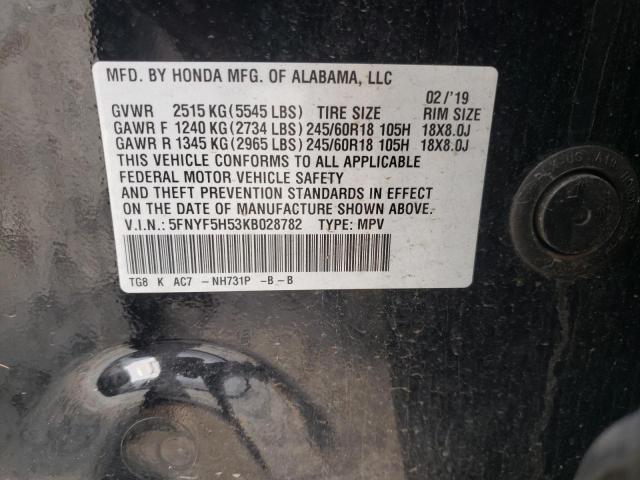 MFD. BY HONDA MFG. OF ALABAMA, LLC
02/'19
GVWR 2515 KG(5545 LBS) TIRE SIZE RIM SIZE
GAWR F 1240 KG(2734 LBS) 245/60R18 105H 18X8.0J
GAWR R 1345 KG(2965 LBS) 245/60R18 105H 18X8.0J
THIS VEHICLE CONFORMS TO ALL APPLICABLE
FEDERAL MOTOR VEHICLE SAFETY
AND THEFT PREVENTION STANDARDS IN EFFECT
ON THE DATE OF MANUFACTURE SHOWN ABOVE.
V.I.N.: 5FNYF5H53KB028782 TYPE: MPV
TG8 K AC7 -NH731P -B-B